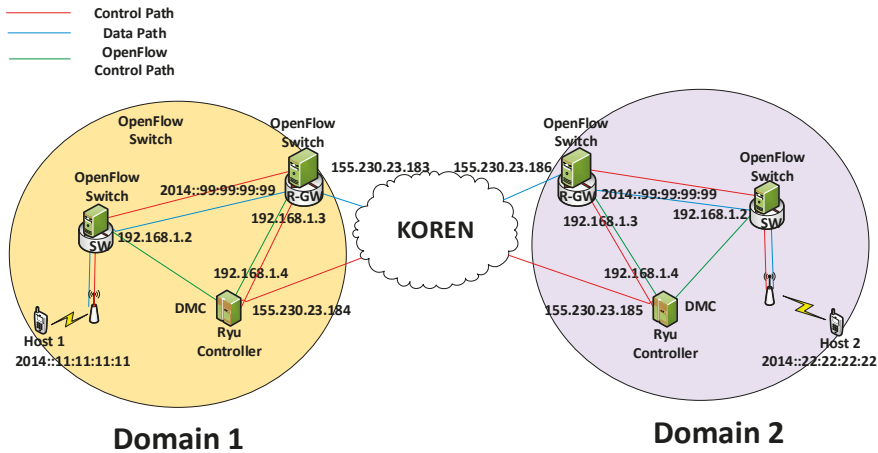 Control Path
Data Path
OpenFlow
Control Path
OpenFlow
Switch
OpenFlow
Switch
OpenFlow
Switch
155.230.23.183
2014::99:99:99:99
R-GW
192.168.1.3
SW
192.168.1.2
192.168.1.4
DMC
155.230.23.184
Ryu
Controller
Host 1
2014::11:11:11:11
Domain 1
KOREN
OpenFlow
Switch
155.230.23.186
R-GW
2014::99:99:99:99
OpenFlow
Switch
192.168.1.3
192.168.1.2
SW
192.168.1.4
155.230.23.185
DMC
Ryu
Controller
Host 2
2014::22:22:22:22
Domain 2